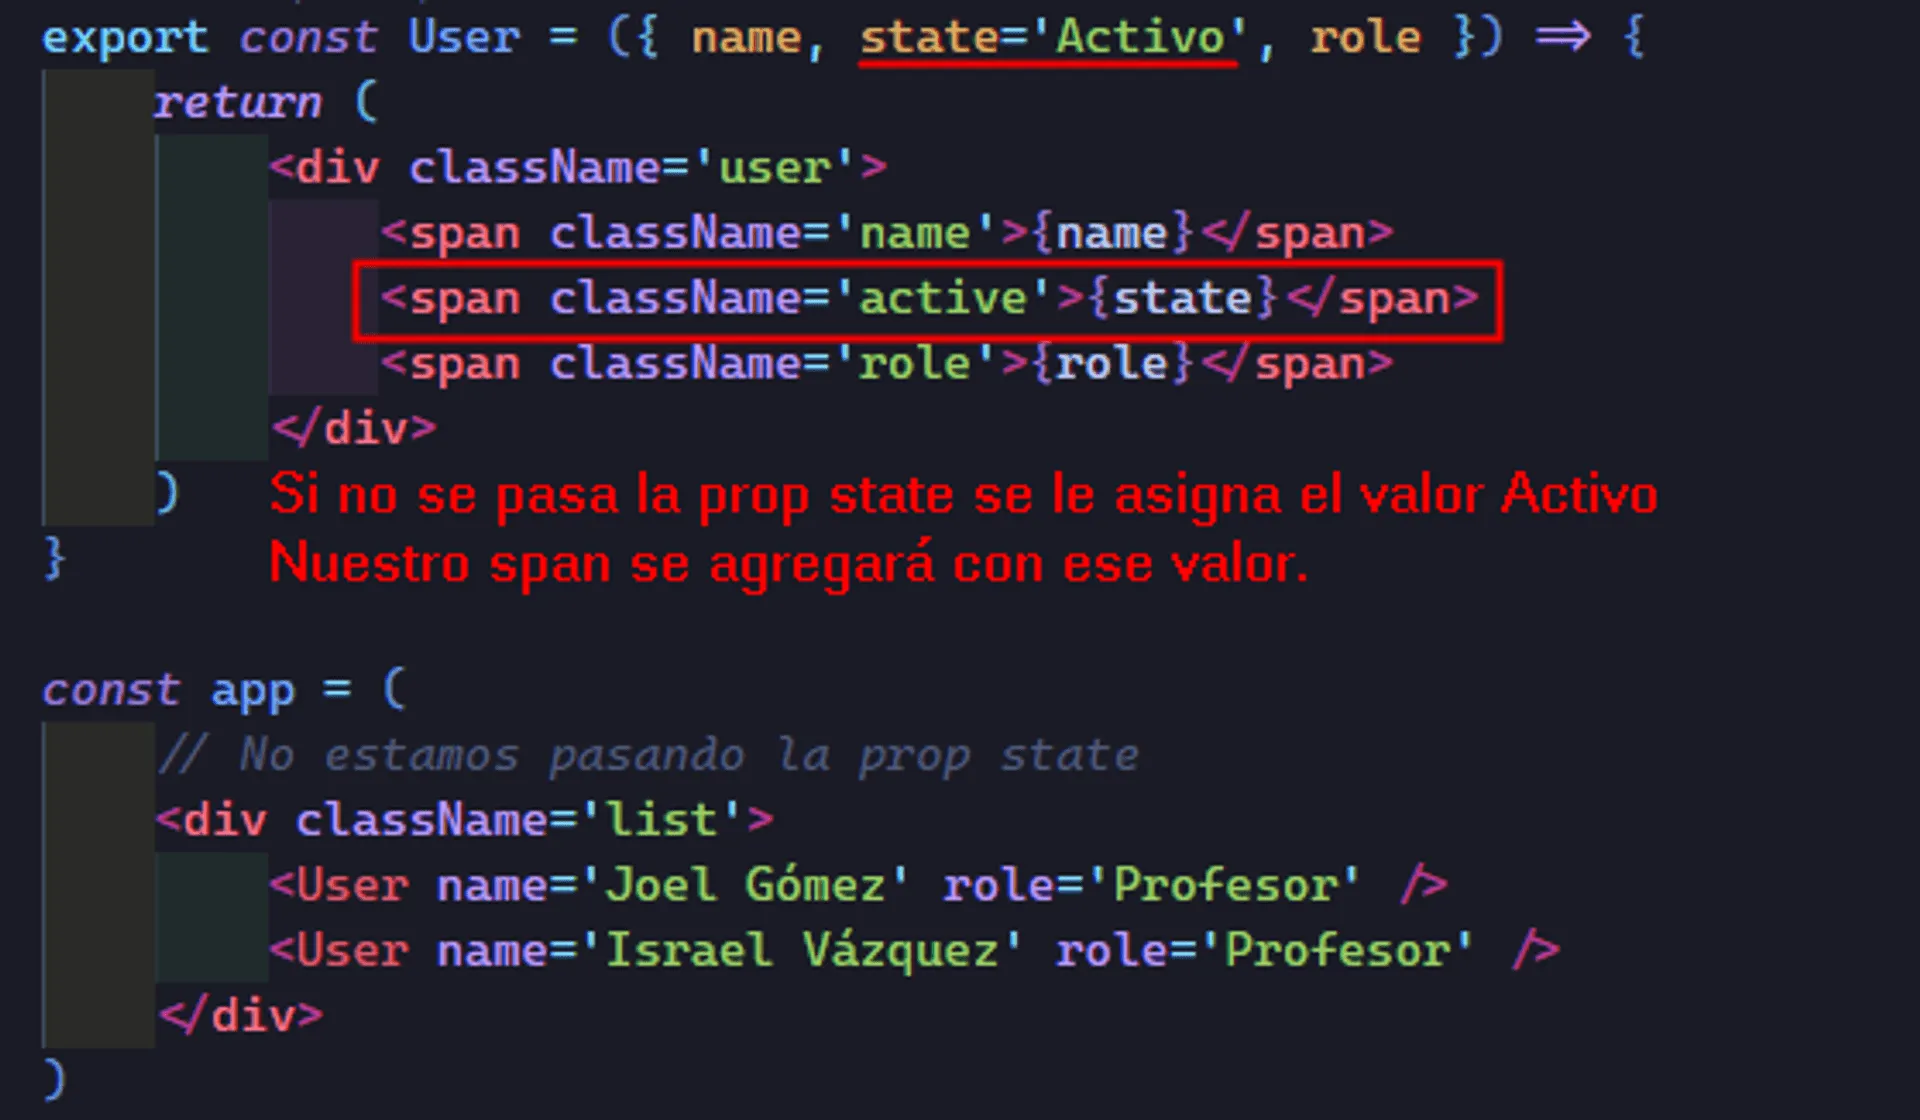 export const User = ({ name, state='Activo', role }) => {
return (
<div className='user'>
<span className='name'>{name}</span>
<span className='active'>{state}</span>
<span className='role'>{role}</span>
</div>
)
Si no se pasa la prop state se le asigna el valor Activo
Nuestro span se agregará con ese valor.
}
const app = (
// No estamos pasando la prop state
<div className='list'>
<User name='Joel Gómez' role='Profesor' />
<User name='Israel Vázquez' role='Profesor' />
</div>
)